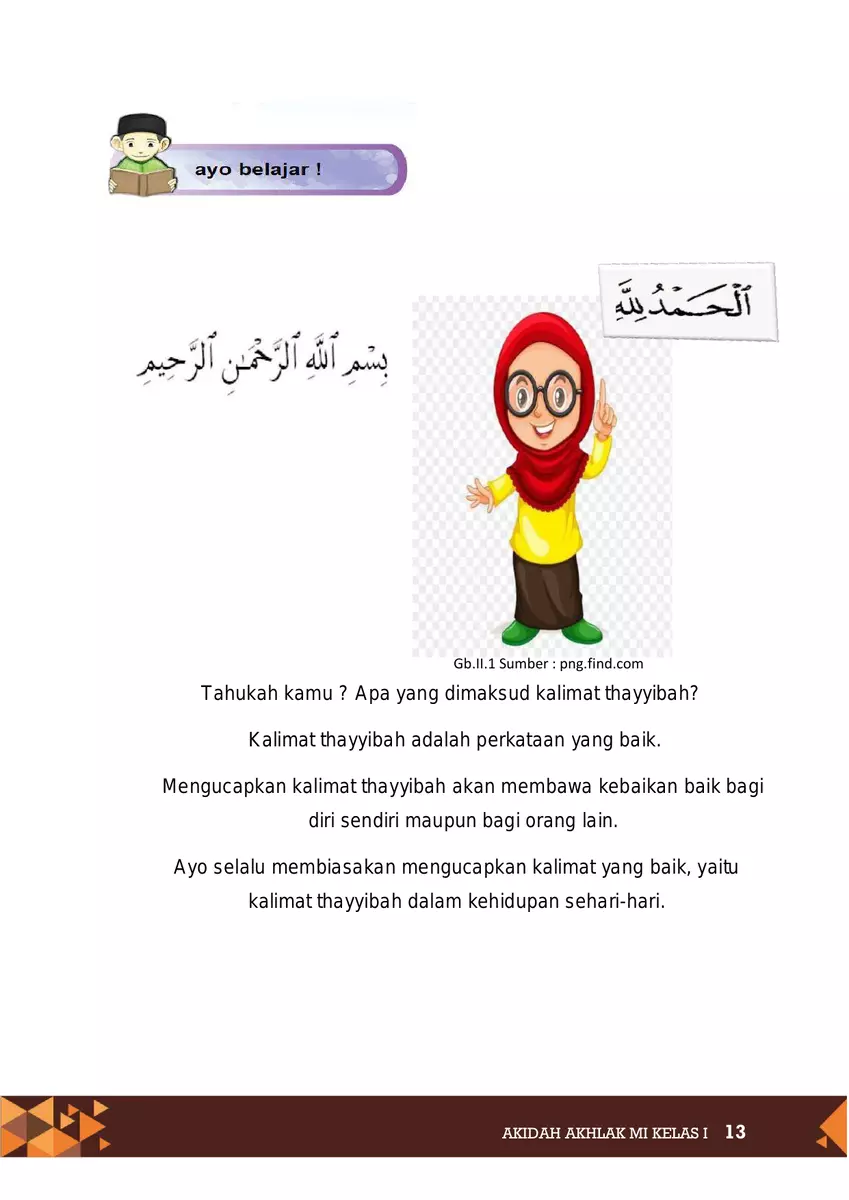 ayo belajar !
ٱلْحَمْدُ لِلَّهِ
بِسْمِ ٱللَّهِ ٱلرَّحْمَٰنِ ٱلرَّحِيمِ
Gb.II.1 Sumber : png.find.com
Tahukah kamu ? Apa yang dimaksud kalimat thayyibah?
Kalimat thayyibah adalah perkataan yang baik.
Mengucapkan kalimat thayyibah akan membawa kebaikan baik bagi
diri sendiri maupun bagi orang lain.
Ayo selalu membiasakan mengucapkan kalimat yang baik, yaitu
kalimat thayyibah dalam kehidupan sehari-hari.
AKIDAH AKHLAK MI KELAS I 13